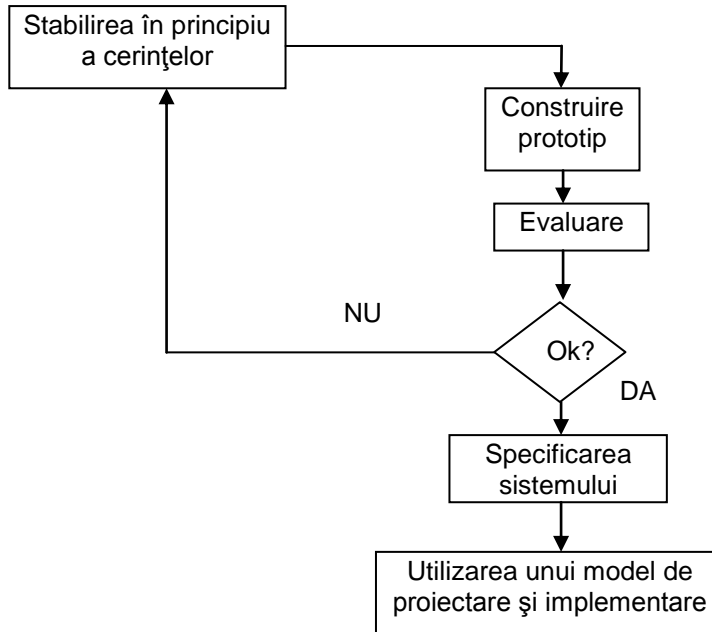 Stabilirea în principiu
a cerinţelor
Construire
prototip
Evaluare
NU
Ok?
DA
Specificarea
sistemului
Utilizarea unui model de
proiectare şi implementare